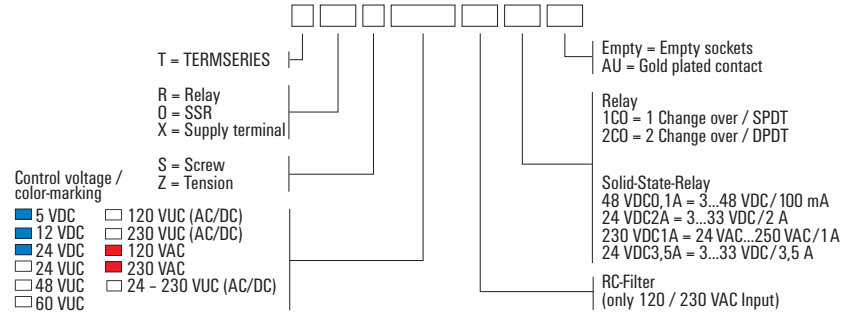 T = TERMSERIES
R = Relay
O = SSR
X = Supply terminal
S = Screw
Z = Tension
Control voltage /
color-marking
5 VDC
12 VDC
24 VDC
24 VUC
48 VUC
60 VUC
120 VUC (AC/DC)
230 VUC (AC/DC)
120 VAC
230 VAC
24 – 230 VUC (AC/DC)
Empty = Empty sockets
AU = Gold plated contact
Relay
1CO = 1 Change over / SPDT
2CO = 2 Change over / DPDT
Solid-State-Relay
48 VDC0,1A = 3...48 VDC/100 mA
24 VDC2A = 3...33 VDC/2 A
230 VDC1A = 24 VAC...250 VAC/1A
24 VDC3,5A = 3...33 VDC/3,5 A
RC-Filter
(only 120 / 230 VAC Input)